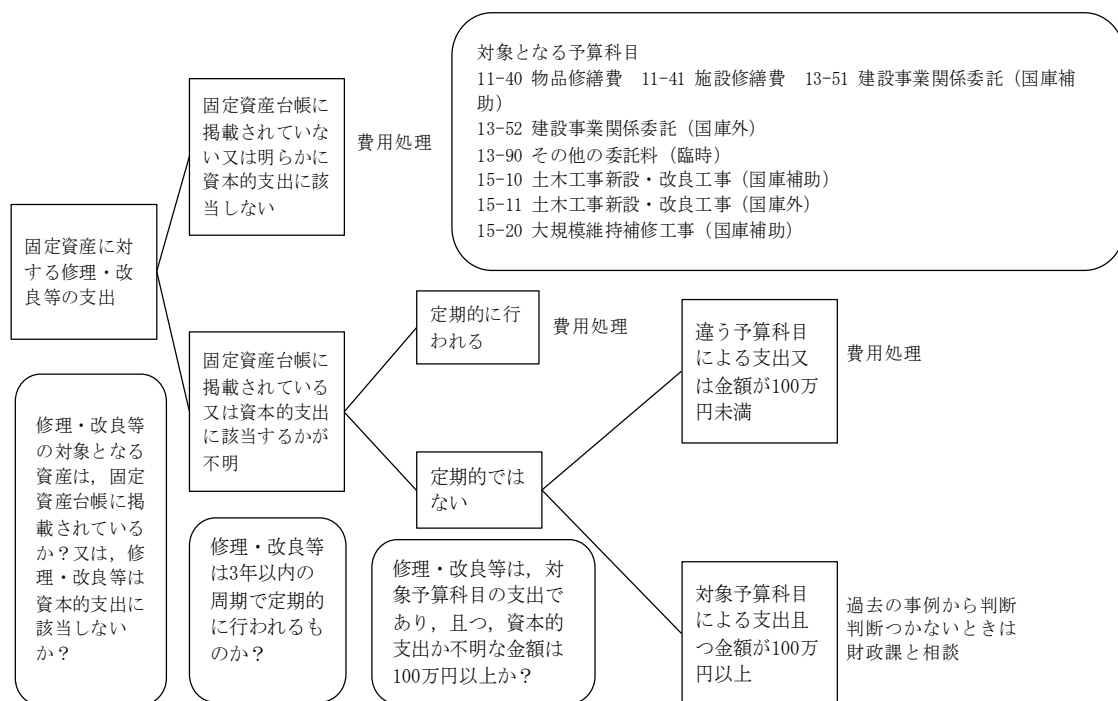 対象となる予算科目
11-40 物品修繕費　11-41 施設修繕費　13-51 建設事業関係委託（国庫補
助）
13-52 建設事業関係委託（国庫外）
13-90 その他の委託料（臨時）
15-10 土木工事新設・改良工事（国庫補助）
15-11 土木工事新設・改良工事（国庫外）
15-20 大規模維持補修工事（国庫補助）
固定資産台帳に
掲載されていな
い又は明らかに
資本的支出に該
当しない
費用処理
固定資産に対
する修理・改
良等の支出
固定資産台帳に
掲載されている
又は資本的支出
に該当するかが
不明
定期的に行
われる
費用処理
違う予算科目
による支出又
は金額が100万
円未満
費用処理
定期的では
ない
対象予算科目
による支出且
つ金額が100万
円以上
過去の事例から判断
判断つかないときは
財政課と相談
修理・改良等
の対象となる
資産は，固定
資産台帳に掲
載されている
か？又は，修
理・改良等は
資本的支出に
該当しない
か？
修理・改良等
は3年以内の
周期で定期的
に行われるも
のか？
修理・改良等は，対
象予算科目の支出で
あり，且つ，資本的
支出か不明な金額は
100万円以上か？